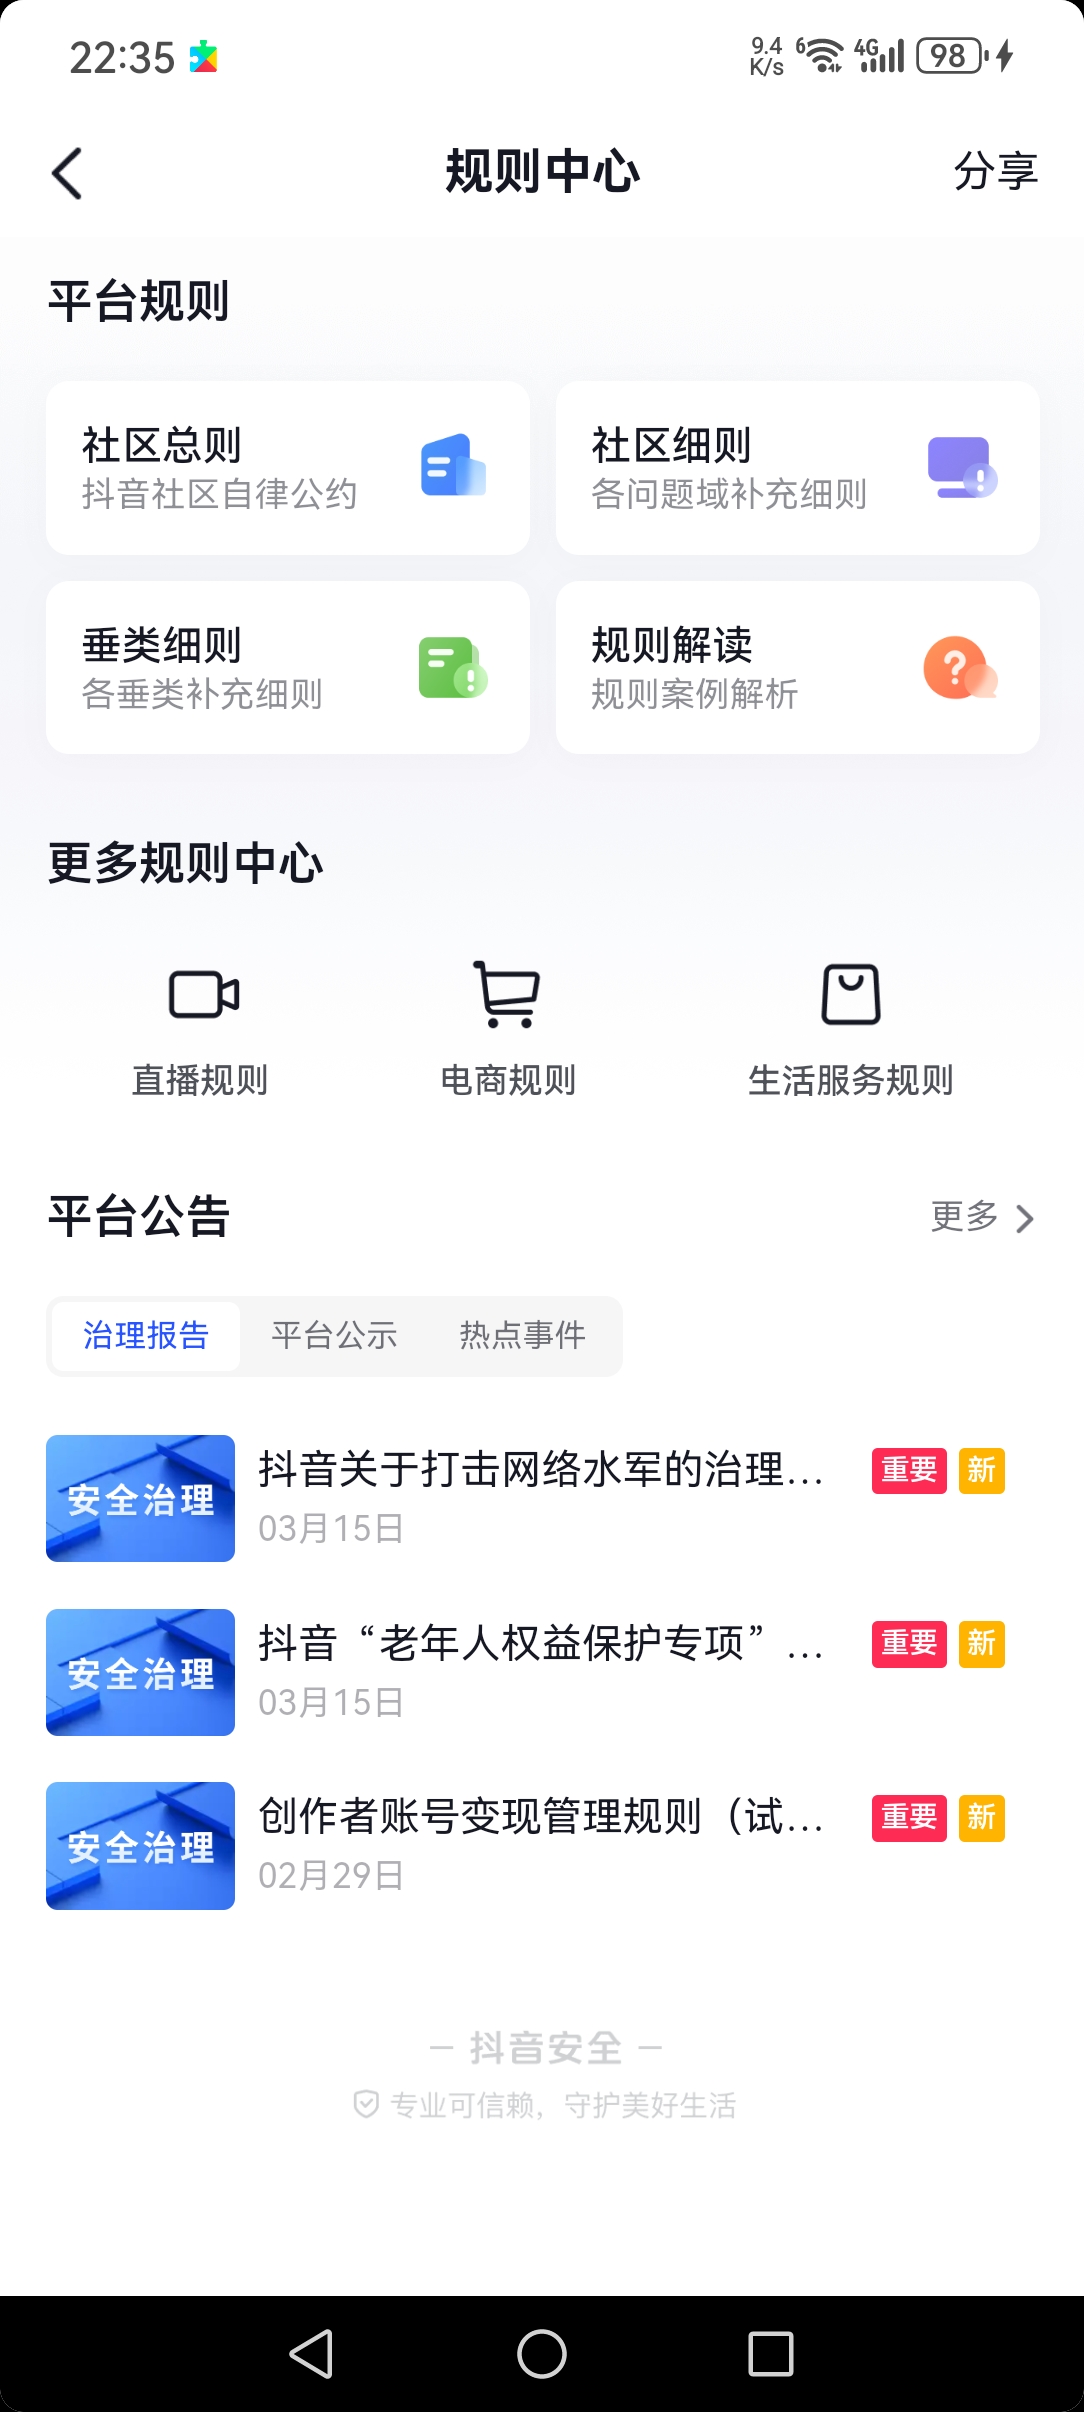 22:35
9.4 K/s 6 4G 98
规则中心
分享
平台规则
社区总则
抖音社区自律公约
社区细则
各问题域补充细则
垂类细则
各垂类补充细则
规则解读
规则案例解析
更多规则中心
直播规则
电商规则
生活服务规则
平台公告
更多
治理报告
平台公示
热点事件
安全治理
抖音关于打击网络水军的治理...
重要
新
03月15日
安全治理
抖音“老年人权益保护专项”...
重要
新
03月15日
安全治理
创作者账号变现管理规则（试...
重要
新
02月29日
— 抖音安全 —
专业可信赖，守护美好生活